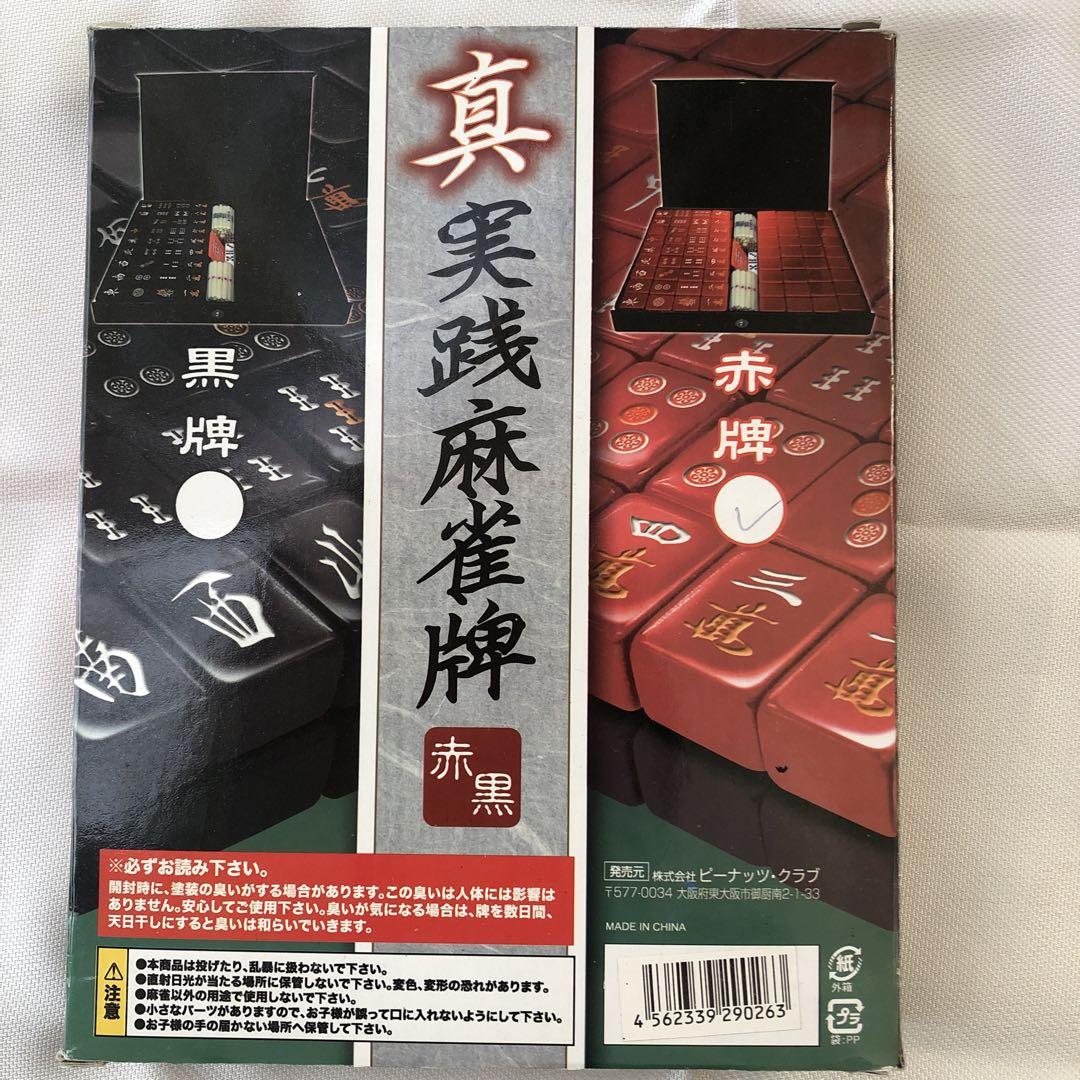 真
実践麻雀牌
赤
黒
黒牌
西
赤牌
四
萬
三
萬
一
萬
※必ずお読み下さい。
開封時に、塗装の臭いがする場合があります。この臭いは人体には影響は
ありません。安心してご使用下さい。臭いが気になる場合は、牌を数日間、
天日干しにすると臭いは和らいでいきます。
注意
●本商品は投げたり、乱暴に扱わないで下さい。
●直射日光が当たる場所に保管しないで下さい。変色、変形の恐れがあります。
●麻雀以外の用途で使用しないで下さい。
●小さなパーツがありますので、お子様が誤って口に入れないようにして下さい。
●お子様の手の届かない場所へ保管して下さい。
発売元 株式会社 ピーナッツ・クラブ
〒577-0034 大阪府東大阪市御厨南2-1-33
MADE IN CHINA
4 562339 290263
紙
外箱
プラ
袋:PP